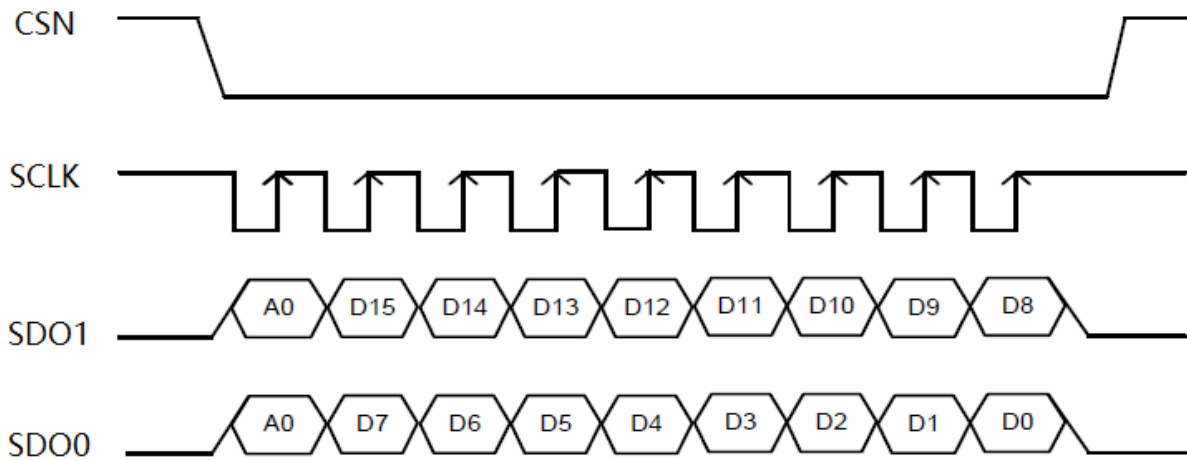 CSN
SCLK
SDO1 A0 D15 D14 D13 D12 D11 D10 D9 D8
SDO0 A0 D7 D6 D5 D4 D3 D2 D1 D0